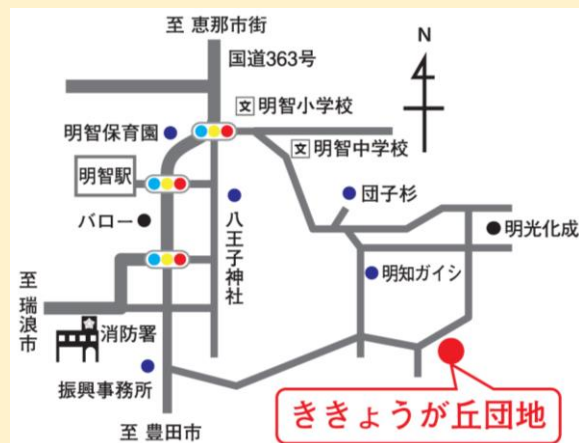 至 恵那市街
国道363号
N
文 明智小学校
明智保育園
文 明智中学校
明智駅
団子杉
バロー
八王子神社
明光化成
明知ガイシ
至 瑞浪市
消防署
振興事務所
ききょうが丘団地
至 豊田市